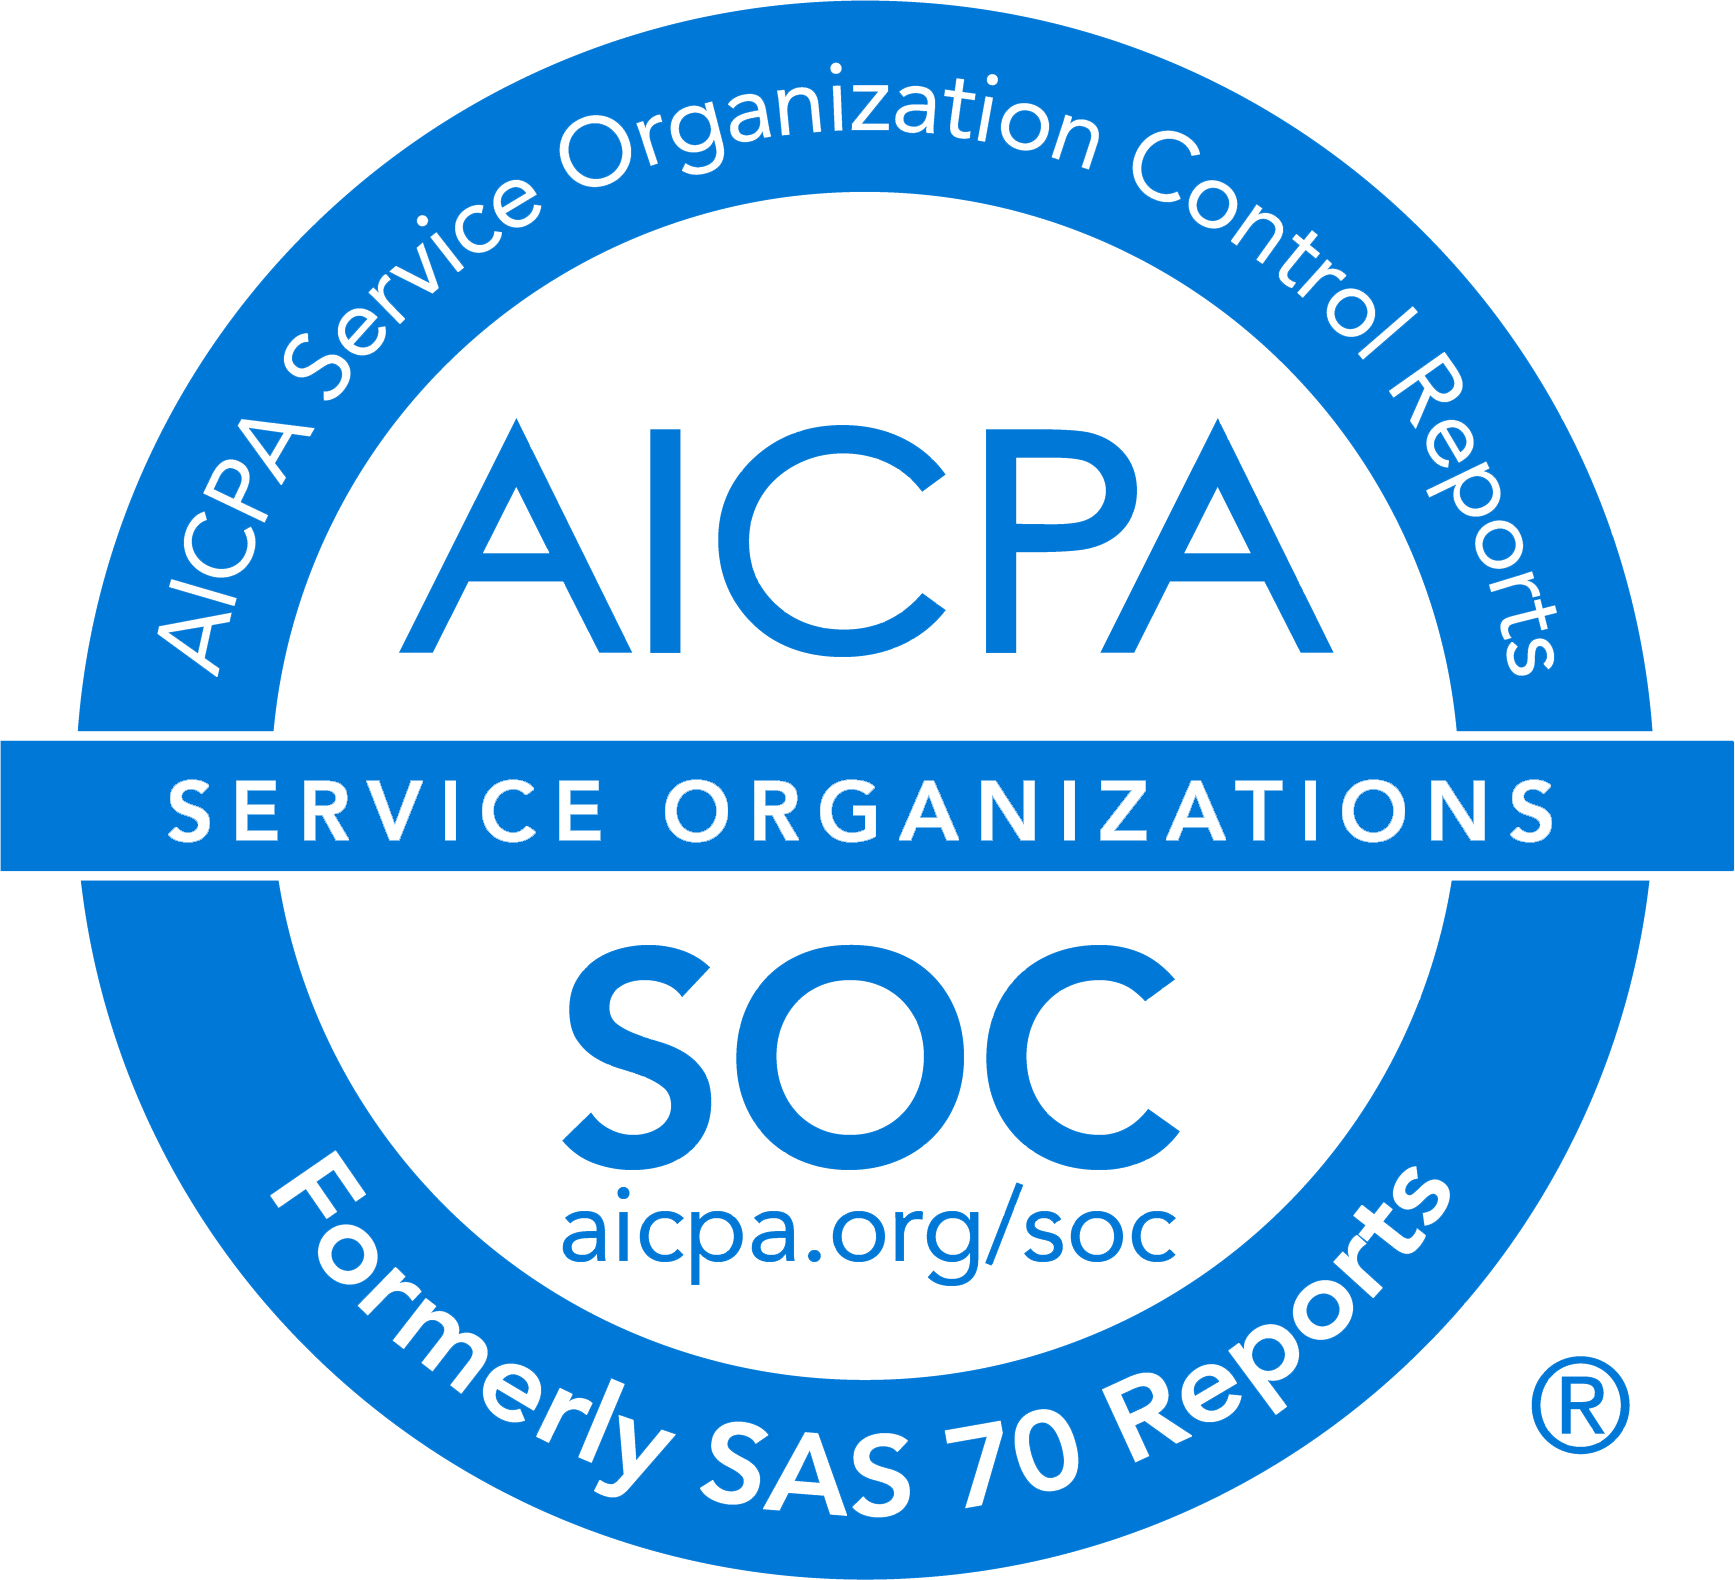 AICPA Service Organization Control Reports
AICPA
SERVICE ORGANIZATIONS
SOC
aicpa.org/soc
Formerly SAS 70 Reports
®